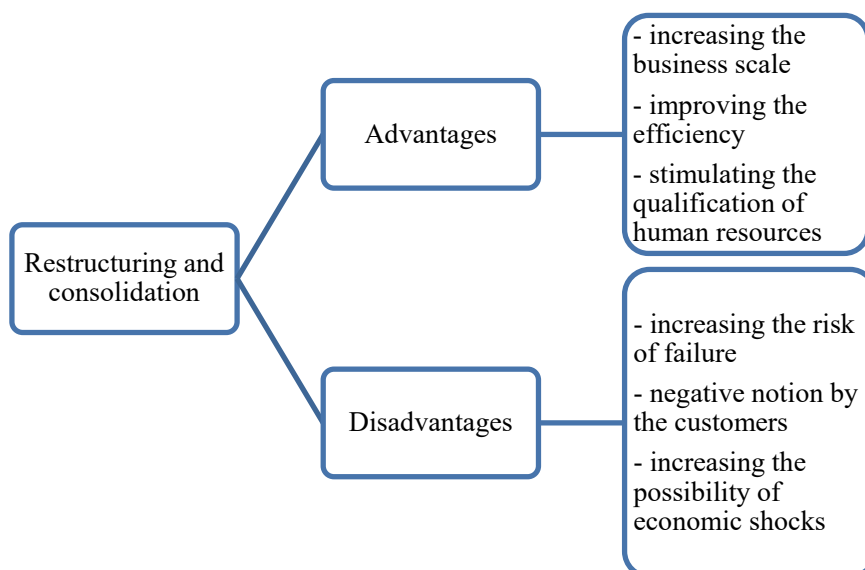 Restructuring and
consolidation
Advantages
- increasing the
business scale
- improving the
efficiency
- stimulating the
qualification of
human resources
Disadvantages
- increasing the risk
of failure
- negative notion by
the customers
- increasing the
possibility of
economic shocks